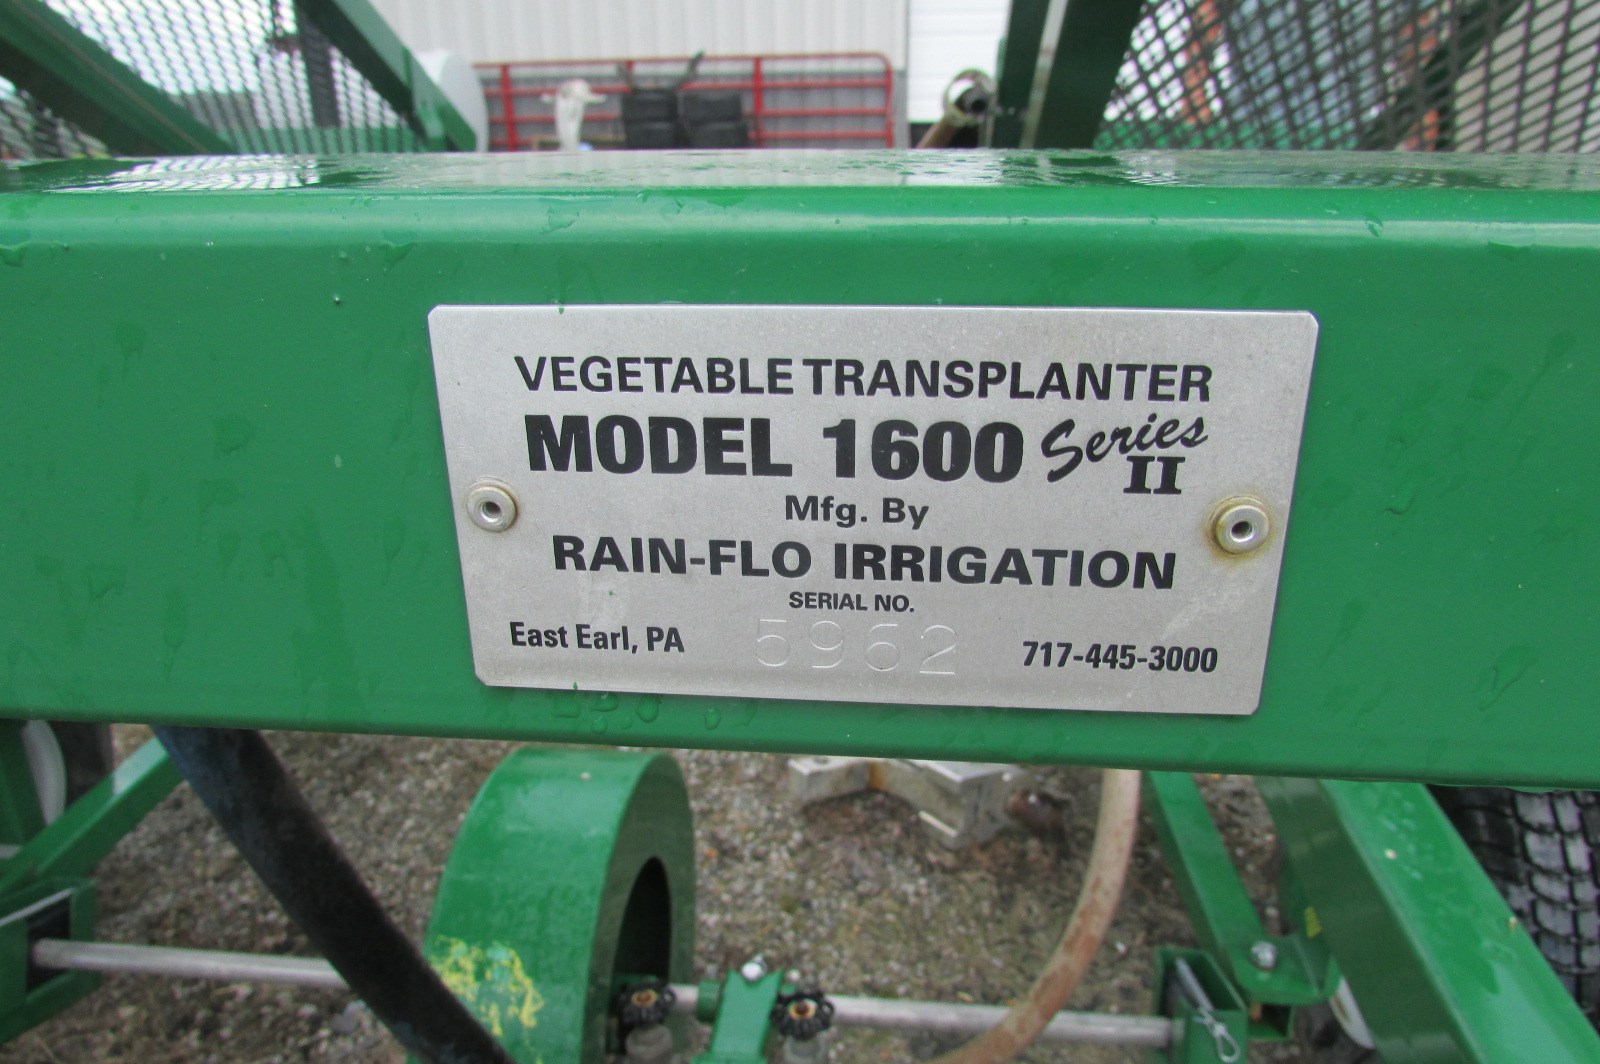 VEGETABLE TRANSPLANTER
MODEL 1600 Series II
Mfg. By
RAIN-FLO IRRIGATION
SERIAL NO.
East Earl, PA 5962 717-445-3000